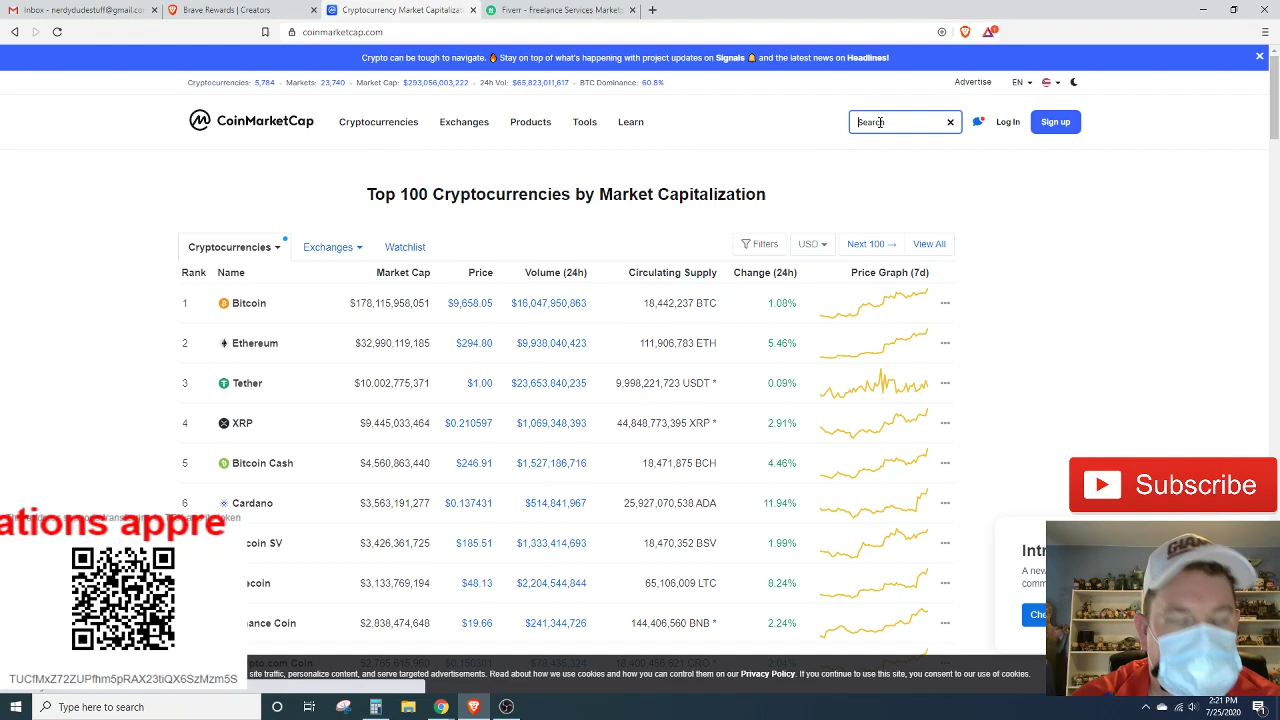 Inbox - nerdydudestuff@gmail.co
Brave Rewards | Creators
Cryptocurrency Market Capitalizat
Fiverr - Freelance Services Market
coinmarketcap.com
Crypto can be tough to navigate. 🔥 Stay on top of what's happening with project updates on Signals 🔔 and the latest news on Headlines!
Cryptocurrencies: 5,784 • Markets: 23,740 • Market Cap: $293,056,003,222 • 24h Vol: $65,823,011,617 • BTC Dominance: 60.8%
Advertise EN
CoinMarketCap Cryptocurrencies Exchanges Products Tools Learn Search Log In Sign up
Top 100 Cryptocurrencies by Market Capitalization
Cryptocurrencies Exchanges Watchlist Filters USD Next 100 → View All
Rank Name Market Cap Price Volume (24h) Circulating Supply Change (24h) Price Graph (7d)
1 Bitcoin $178,115,958,051 $9,658.05 $16,047,950,863 18,442,237 BTC 1.08%
2 Ethereum $32,990,119,185 $294.80 $9,938,040,423 111,906,783 ETH 5.46%
3 Tether $10,002,775,371 $1.00 $23,653,840,235 9,998,221,723 USDT * 0.09%
4 XRP $9,445,033,464 $0.210597 $1,069,348,393 44,848,773,395 XRP * 2.91%
5 Bitcoin Cash $4,560,863,440 $246.91 $1,527,186,716 18,471,875 BCH 4.46%
6 Cardano $3,563,191,277 $0.137431 $514,841,967 25,927,070,538 ADA 11.94%
coin SV $3,426,361,725 $185.51 $1,333,414,693 18,470,352 BSV 1.99%
ecoin $3,133,769,194 $48.13 $2,204,544,844 65,106,009 LTC 8.24%
nance Coin $2,838,474,648 $19.66 $241,344,726 144,406,560 BNB * 2.24%
ations appre
TUCfMxZ72ZUPfhm5pRAX23tiQX6SzMzm5S
site traffic, personalize content, and serve targeted advertisements. Read about how we use cookies and how you can control them on our Privacy Policy. If you continue to use this site, you consent to our use of cookies.
Subscribe
Intr
A new
comm
Che
GIANTS
Type here to search
2:21 PM
7/25/2020